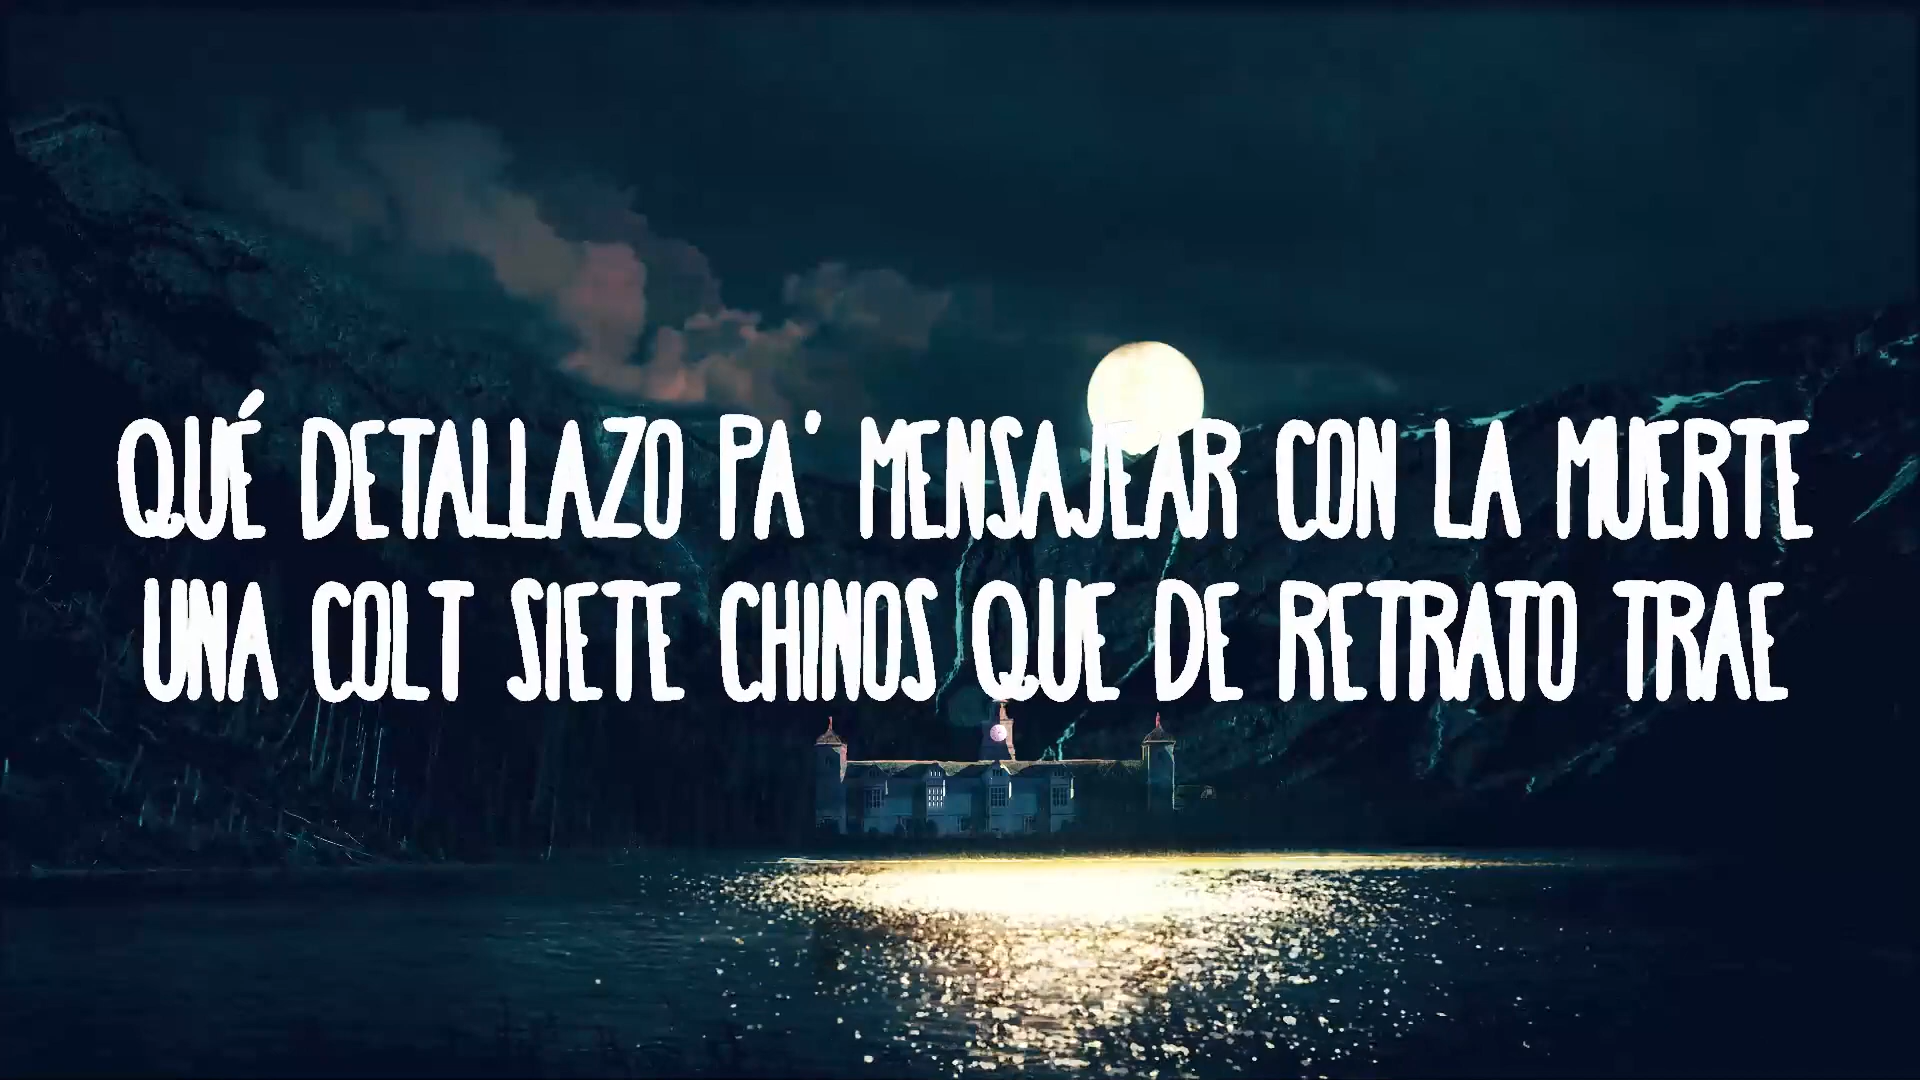 QUÉ DETALLAZO PA' MENSAJEAR CON LA MUERTE
UNA COLT SIETE CHINOS QUE DE RETRATO TRAE